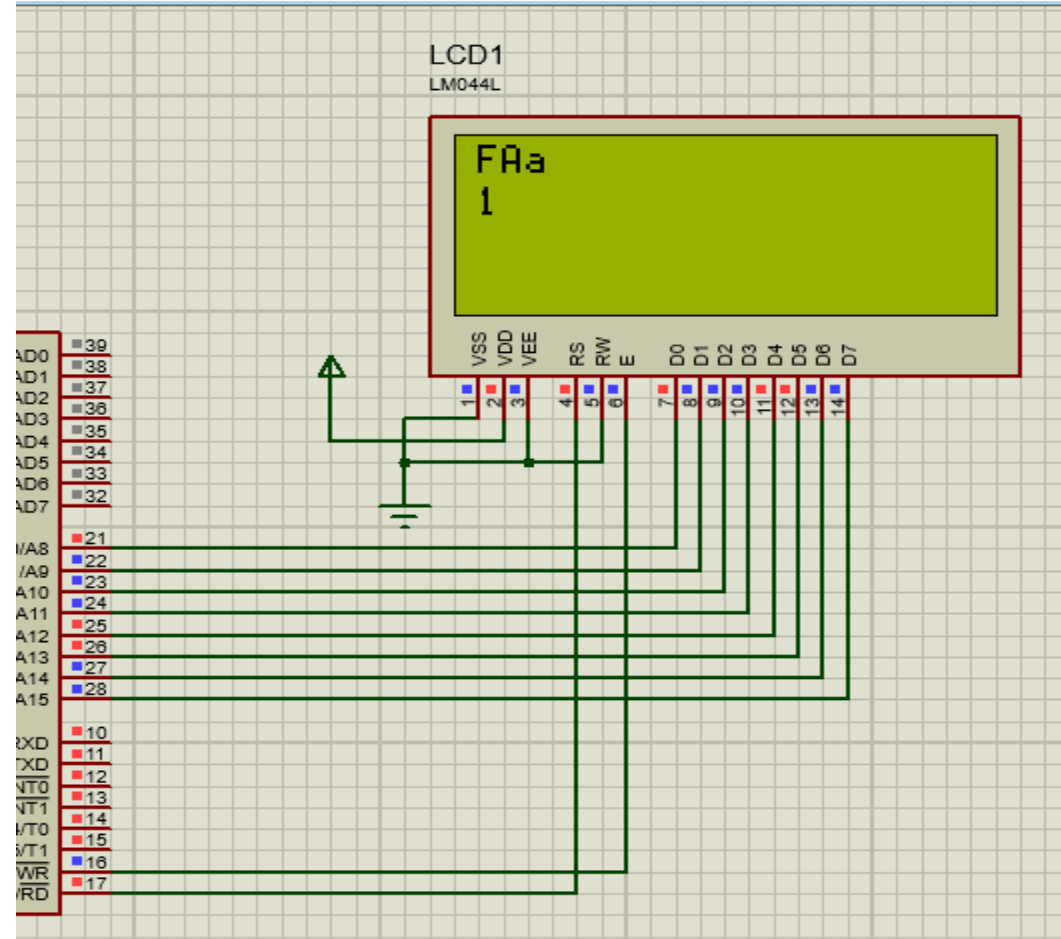 LCD1
LM044L
FAa
1
VSS
VDD
VEE
RS
RW
E
D0
D1
D2
D3
D4
D5
D6
D7
1
2
3
4
5
6
7
8
9
10
11
12
13
14
AD0 39
AD1 38
AD2 37
AD3 36
AD4 35
AD5 34
AD6 33
AD7 32
/A8 21
/A9 22
A10 23
A11 24
A12 25
A13 26
A14 27
A15 28
RXD 10
TXD 11
NT0 12
NT1 13
/T0 14
/T1 15
WR 16
/RD 17